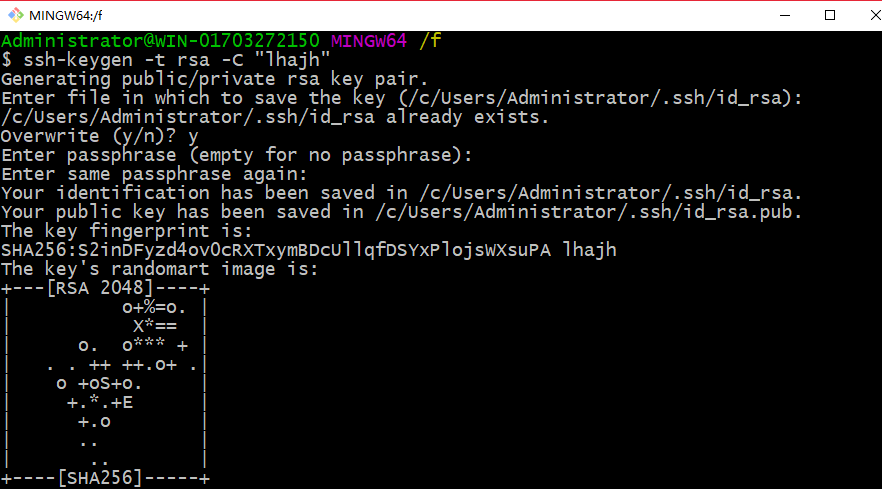 MINGW64:/f
Administrator@WIN-01703272150 MINGW64 /f
$ ssh-keygen -t rsa -C "lhajh"
Generating public/private rsa key pair.
Enter file in which to save the key (/c/Users/Administrator/.ssh/id_rsa):
/c/Users/Administrator/.ssh/id_rsa already exists.
Overwrite (y/n)? y
Enter passphrase (empty for no passphrase):
Enter same passphrase again:
Your identification has been saved in /c/Users/Administrator/.ssh/id_rsa.
Your public key has been saved in /c/Users/Administrator/.ssh/id_rsa.pub.
The key fingerprint is:
SHA256:S2inDFyzd4ov0cRXTxymBDcUllqfDSYxPlojsWXsuPA lhajh
The key's randomart image is:
+---[RSA 2048]----+
|          o+%=o. |
|           X*==  |
|      o.  o*** + |
|   . . ++ ++.o+ .|
|    o +oS+o.     |
|     +.*.+E      |
|      +.o        |
|      ..         |
|       ..        |
+----[SHA256]-----+